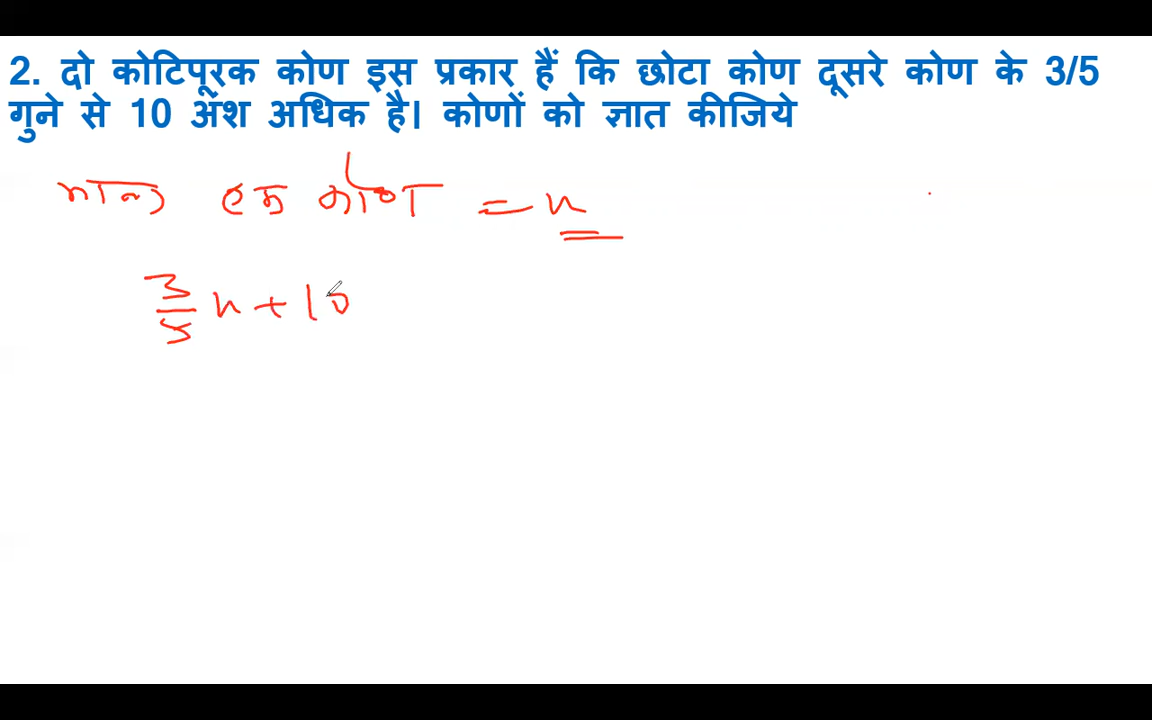 2. दो कोटिपूरक कोण इस प्रकार हैं कि छोटा कोण दूसरे कोण के 3/5
गुने से 10 अंश अधिक है। कोणों को ज्ञात कीजिये
माना एक कोण = x
3/5 x + 10